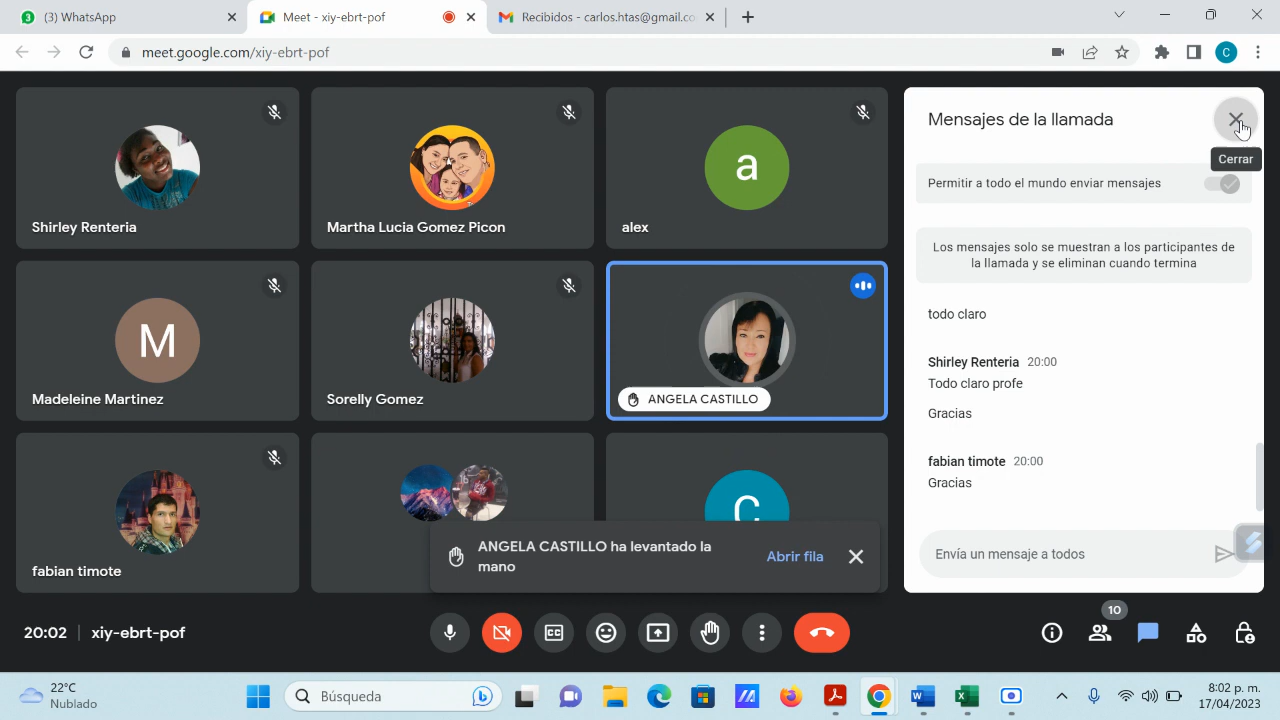 3
(3) WhatsApp
Meet - xiy-ebrt-pof
Recibidos - carlos.htas@gmail.co
meet.google.com/xiy-ebrt-pof
C
Shirley Renteria
Martha Lucia Gomez Picon
a
alex
M
Madeleine Martinez
Sorelly Gomez
ANGELA CASTILLO
fabian timote
C
ANGELA CASTILLO ha levantado la
mano
Abrir fila
Mensajes de la llamada
Cerrar
Permitir a todo el mundo enviar mensajes
Los mensajes solo se muestran a los participantes de
la llamada y se eliminan cuando termina
todo claro
Shirley Renteria 20:00
Todo claro profe
Gracias
fabian timote 20:00
Gracias
Envía un mensaje a todos
20:02 | xiy-ebrt-pof
10
22°C
Nublado
Búsqueda
8:02 p. m.
17/04/2023